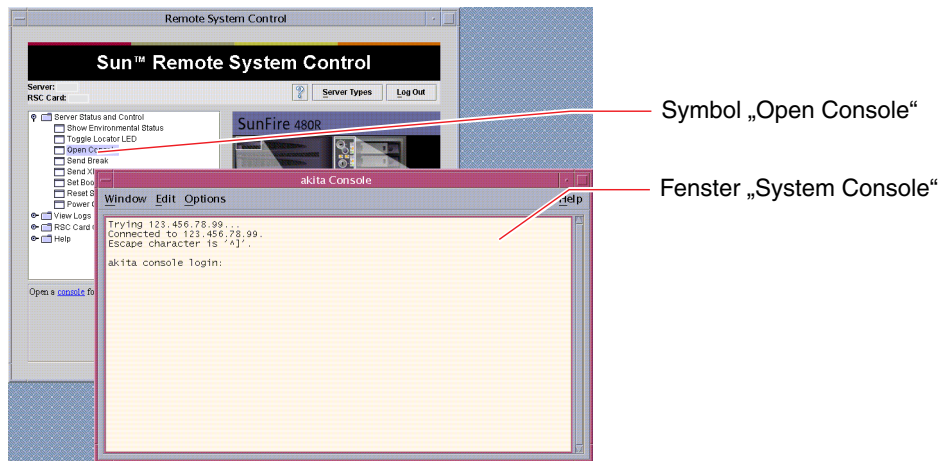 Remote System Control
Sun™ Remote System Control
Server:
RSC Card:
Server Types
Log Out
Server Status and Control
Show Environmental Status
Toggle Locator LED
Open
Send Break
Send
Set
Reset
Power
View Logs
RSC Card
Help
SunFire 480R
Open a console
Symbol „Open Console“
Fenster „System Console“
akita Console
Window Edit Options
Help
Trying 123.456.78.99...
Connected to 123.456.78.99.
Escape character is '^]'.
akita console login: